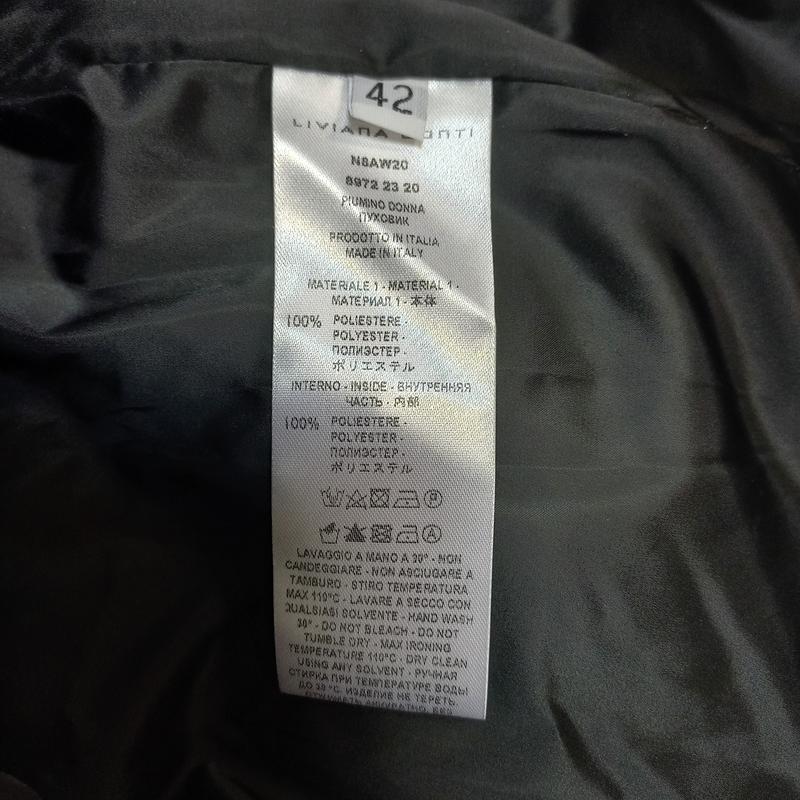 42
LIVIANA CONTI
N8AW20
8972 23 20
PIUMINO DONNA
ПУХОВИК
PRODOTTO IN ITALIA
MADE IN ITALY
MATERIALE 1 - MATERIAL 1 -
МАТЕРИАЛ 1 - 本体
100% POLIESTERE -
POLYESTER -
ПОЛИЭСТЕР -
ポリエステル
INTERNO - INSIDE - ВНУТРЕННЯЯ
ЧАСТЬ - 内部
100% POLIESTERE -
POLYESTER -
ПОЛИЭСТЕР -
ポリエステル
P
A
LAVAGGIO A MANO A 30° - NON
CANDEGGIARE - NON ASCIUGARE A
TAMBURO - STIRO TEMPERATURA
MAX 110°C - LAVARE A SECCO CON
QUALSIASI SOLVENTE - HAND WASH
30° - DO NOT BLEACH - DO NOT
TUMBLE DRY - MAX IRONING
TEMPERATURE 110°C - DRY CLEAN
USING ANY SOLVENT - РУЧНАЯ
СТИРКА ПРИ ТЕМПЕРАТУРЕ ВОДЫ
ДО 30 °C. ИЗДЕЛИЕ НЕ ТЕРЕТЬ.
ОТЖИМАТЬ АККУРАТНО, БЕЗ